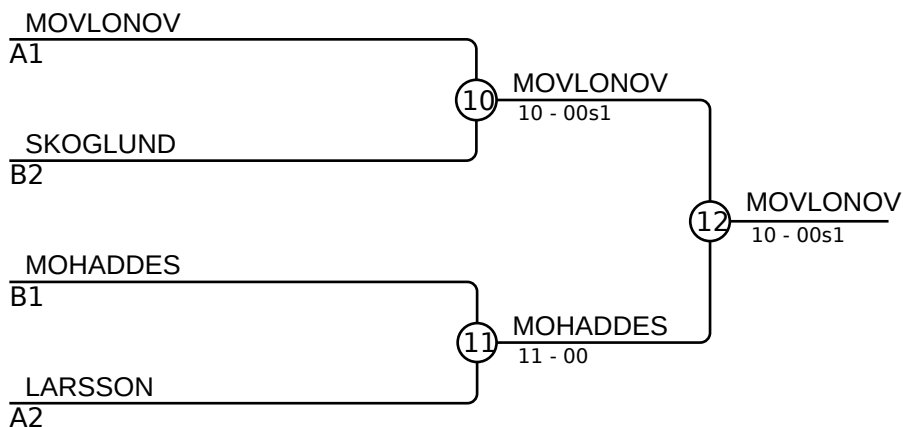 MOVLONOV
A1
10
MOVLONOV
10 - 00s1
SKOGLUND
B2
12
MOVLONOV
10 - 00s1
MOHADDES
B1
11
MOHADDES
11 - 00
LARSSON
A2